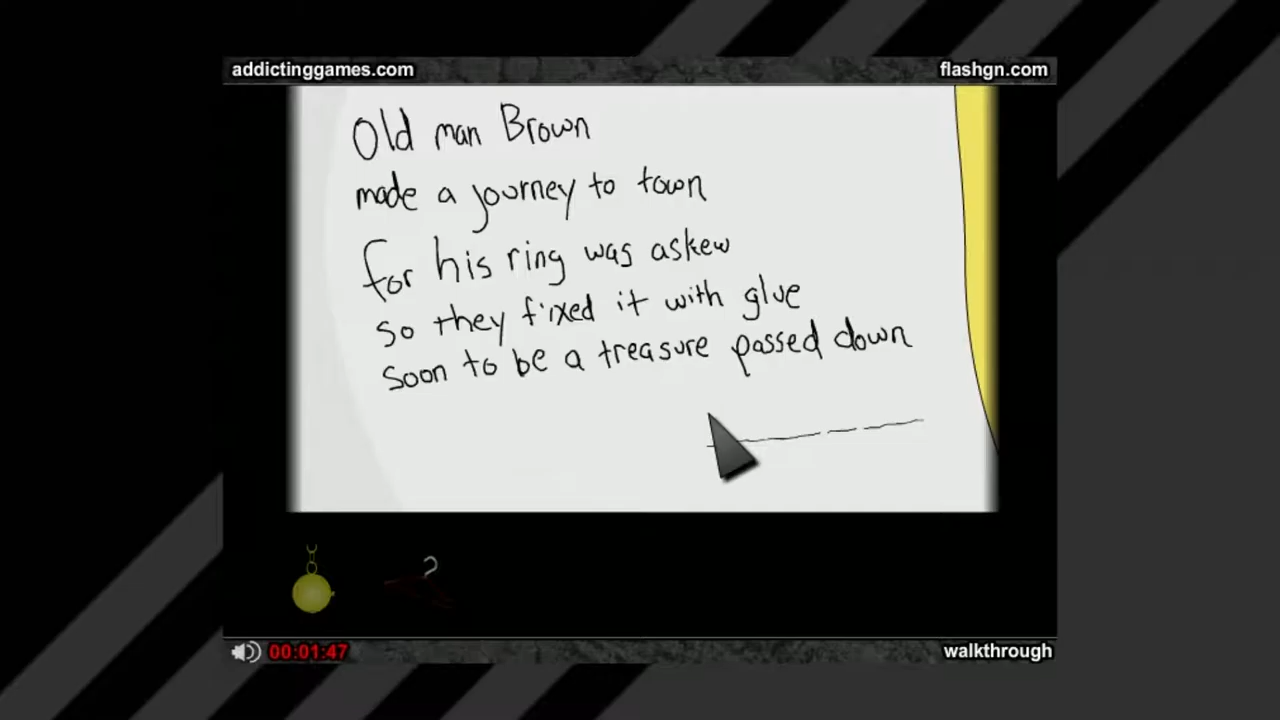 addictinggames.com flashgn.com
Old man Brown
made a journey to town
for his ring was askew
so they fixed it with glue
soon to be a treasure passed down
00:01:47 walkthrough